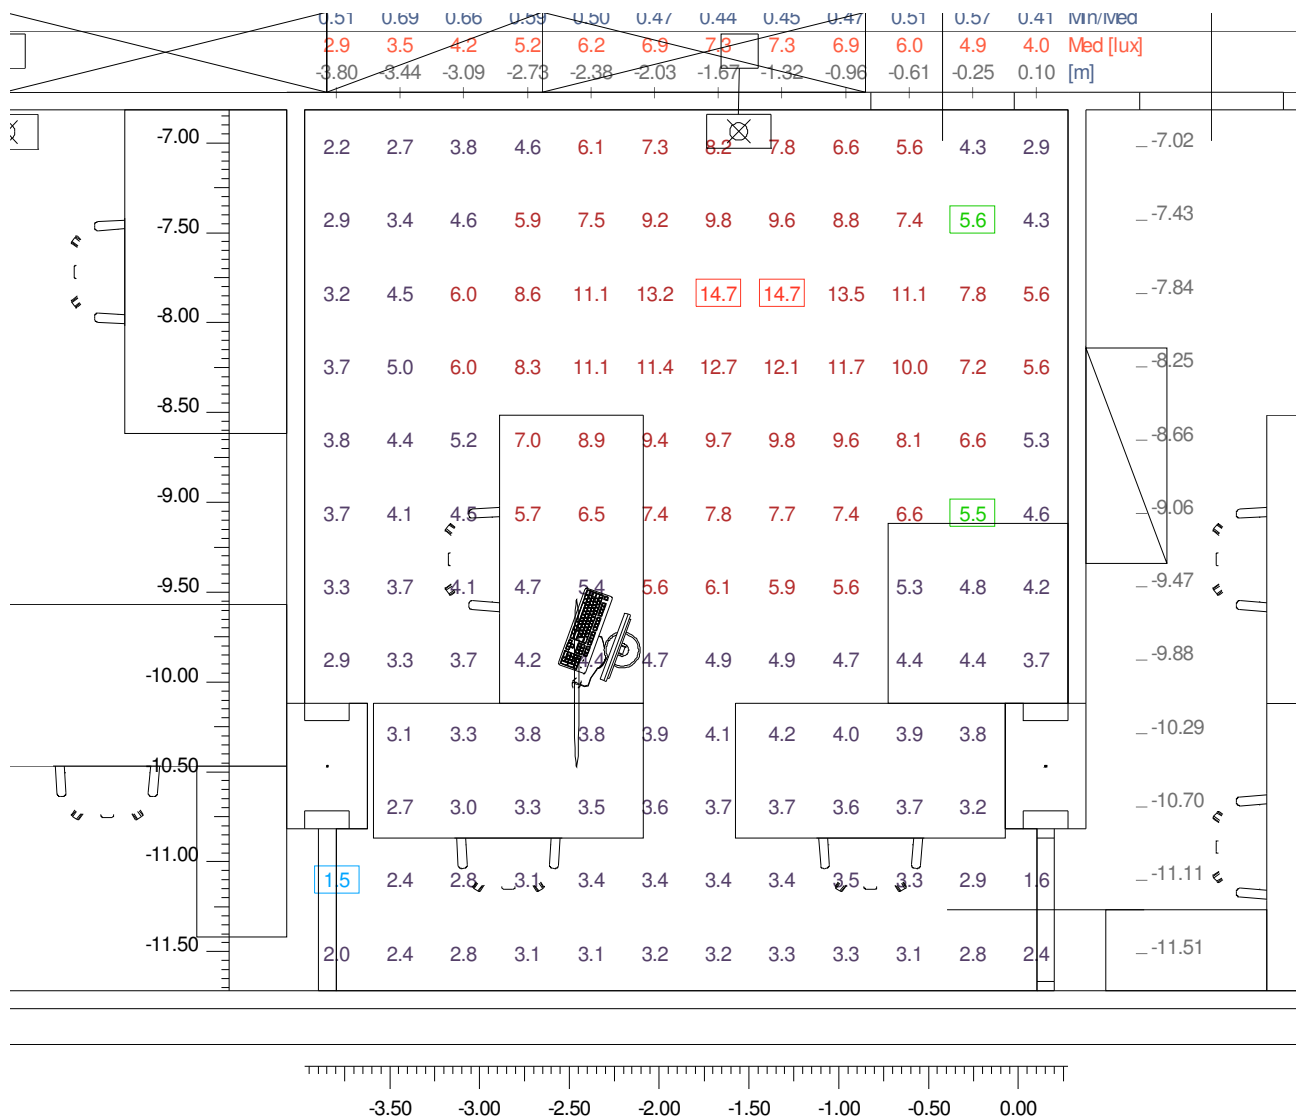 0.51 0.69 0.66 0.59 0.50 0.47 0.44 0.45 0.47 0.51 0.57 0.41 Min/Med
2.9 3.5 4.2 5.2 6.2 6.9 7.3 7.3 6.9 6.0 4.9 4.0 Med [lux]
-3.80 -3.44 -3.09 -2.73 -2.38 -2.03 -1.67 -1.32 -0.96 -0.61 -0.25 0.10 [m]
-7.00 2.2 2.7 3.8 4.6 6.1 7.3 8.2 7.8 6.6 5.6 4.3 2.9 -7.02
-7.50 2.9 3.4 4.6 5.9 7.5 9.2 9.8 9.6 8.8 7.4 5.6 4.3 -7.43
-8.00 3.2 4.5 6.0 8.6 11.1 13.2 14.7 14.7 13.5 11.1 7.8 5.6 -7.84
3.7 5.0 6.0 8.3 11.1 11.4 12.7 12.1 11.7 10.0 7.2 5.6 -8.25
-8.50 3.8 4.4 5.2 7.0 8.9 9.4 9.7 9.8 9.6 8.1 6.6 5.3 -8.66
-9.00 3.7 4.1 4.5 5.7 6.5 7.4 7.8 7.7 7.4 6.6 5.5 4.6 -9.06
-9.50 3.3 3.7 4.1 4.7 5.4 5.6 6.1 5.9 5.6 5.3 4.8 4.2 -9.47
-10.00 2.9 3.3 3.7 4.2 4.4 4.7 4.9 4.9 4.7 4.4 4.4 3.7 -9.88
3.1 3.3 3.8 3.8 3.9 4.1 4.2 4.0 3.9 3.8 -10.29
-10.50 2.7 3.0 3.3 3.5 3.6 3.7 3.7 3.6 3.7 3.2 -10.70
-11.00 1.5 2.4 2.8 3.1 3.4 3.4 3.4 3.4 3.5 3.3 2.9 1.6 -11.11
-11.50 2.0 2.4 2.8 3.1 3.1 3.2 3.2 3.3 3.3 3.1 2.8 2.4 -11.51
-3.50 -3.00 -2.50 -2.00 -1.50 -1.00 -0.50 0.00